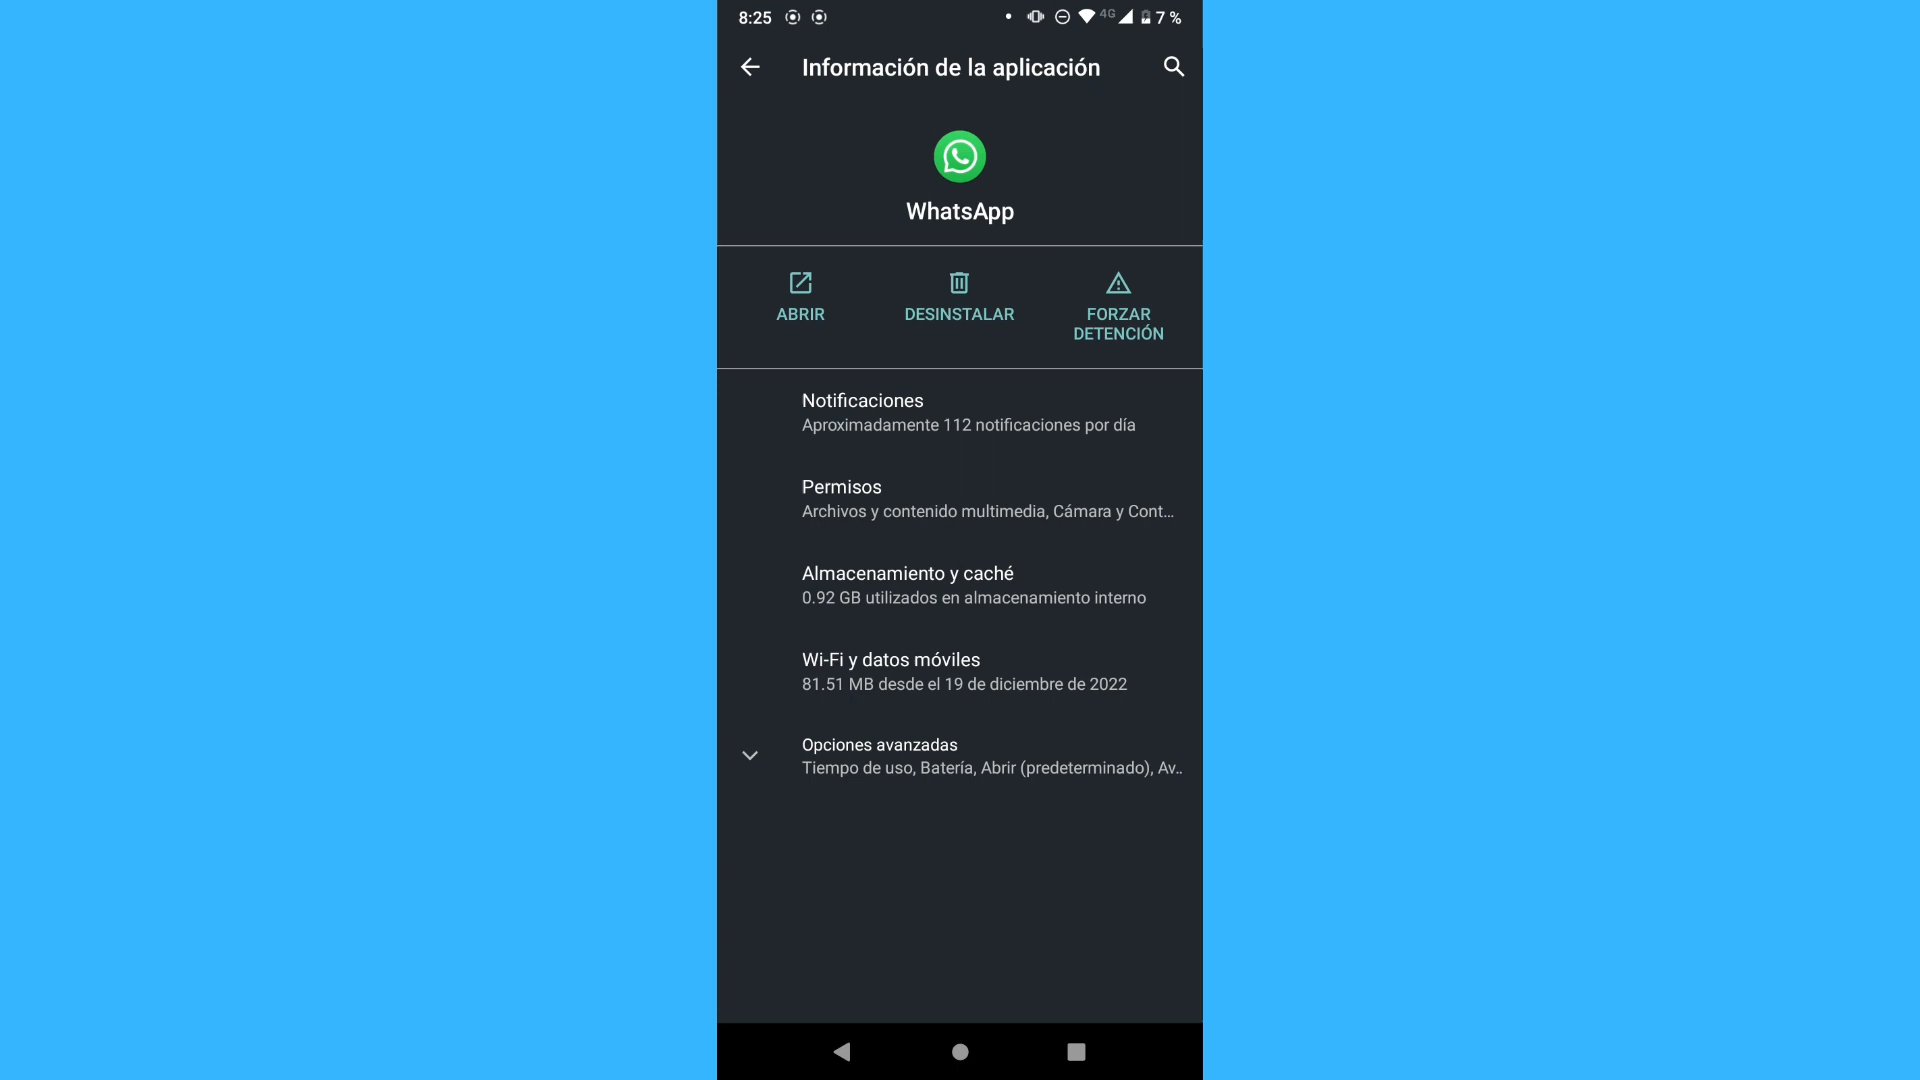 8:25 4G 7 %
Información de la aplicación
WhatsApp
ABRIR
DESINSTALAR
FORZAR
DETENCIÓN
Notificaciones
Aproximadamente 112 notificaciones por día
Permisos
Archivos y contenido multimedia, Cámara y Cont...
Almacenamiento y caché
0.92 GB utilizados en almacenamiento interno
Wi-Fi y datos móviles
81.51 MB desde el 19 de diciembre de 2022
Opciones avanzadas
Tiempo de uso, Batería, Abrir (predeterminado), Av..